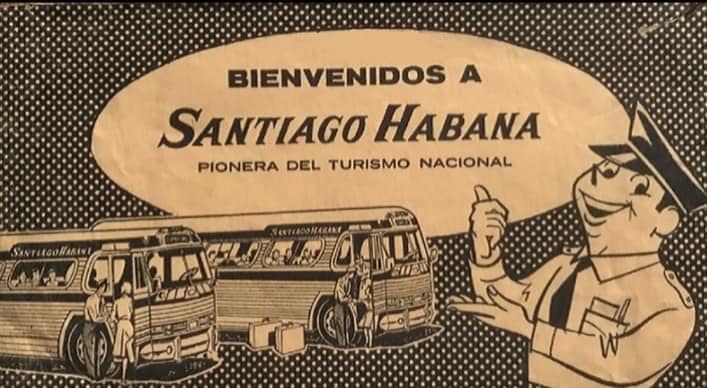 BIENVENIDOS A
SANTIAGO HABANA
PIONERA DEL TURISMO NACIONAL
SANTIAGO HABANA
SANTIAGO HABANA